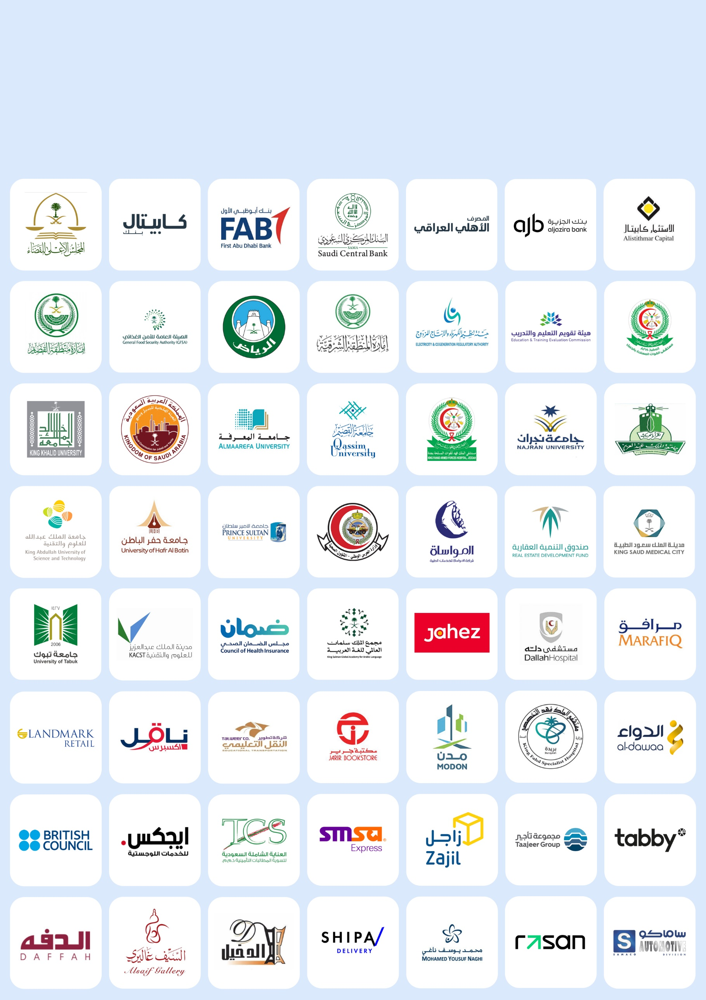 المجلس الأعلى للقضاء
كابيتال
بنك
بنك أبوظبي الأول
FAB
First Abu Dhabi Bank
البنك المركزي السعودي
SAMA
Saudi Central Bank
المصرف
الأهلي العراقي
ajb
بنك الجزيرة
aljazira bank
الاستثمار كابيتال
Alistithmar Capital
إمارة منطقة القصيم
الهيئة العامة للأمن الغذائي
General Food Security Authority (GFSA)
الرياض
إمارة المنطقة الشرقية
هيئة تنظيم الكهرباء والإنتاج المزدوج
ELECTRICITY & COGENERATION REGULATORY AUTHORITY
هيئة تقويم التعليم والتدريب
Education & Training Evaluation Commission
AFH-Jubail
مستشفى القوات المسلحة بالجبيل
جامعة الملك خالد
KING KHALID UNIVERSITY
المملكة العربية السعودية
الهيئة الملكية للجبيل وينبع
Royal Commission for Jubail and Yanbu
KINGDOM OF SAUDI ARABIA
جامعة المعرفة
ALMAAREFA UNIVERSITY
جامعة القصيم
Qassim
University
مستشفى الملك فهد للقوات المسلحة بجدة
KING FAHAD ARMED FORCES HOSPITAL, JEDDAH
جامعة نجران
NAJRAN UNIVERSITY
اقرأ باسم ربك
جامعة الملك عبدالعزيز
جامعة الملك عبدالله
للعلوم والتقنية
King Abdullah University of
Science and Technology
UHB
جامعة حفر الباطن
University of Hafr Al Batin
جامعة الامير سلطان
PRINCE SULTAN
UNIVERSITY
وزارة الحرس الوطني - الشؤون الصحية
المواساة
شركة المواساة للخدمات الطبية
صندوق التنمية العقارية
REAL ESTATE DEVELOPMENT FUND
مدينة الملك سعود الطبية
KING SAUD MEDICAL CITY
١٤٢٧
2006
جامعة تبوك
University of Tabuk
مدينة الملك عبدالعزيز
للعلوم والتقنية KACST
ضمان
مجلس الضمان الصحي
Council of Health Insurance
مجمع الملك سلمان
العالمي للغة العربية
King Salman Global Academy for Arabic Language
jahez
مستشفى دلـه
DallahHospital
مرافق
MARAFIQ
LANDMARK
RETAIL
ناقل
اكسبرس
Tatweer co. شركة تطوير
النقل التعليمي
EDUCATIONAL TRANSPORTATION
مكتبة جرير
JARIR BOOKSTORE
مدن
MODON
مستشفى الملك فهد التخصصي
وزارة
الصحة
بريدة
Buraydah
King Fahd Specialist Hospital
الدواء
al-dawaa
BRITISH
COUNCIL
ايجكس.
للخدمات اللوجستية
TCS
العناية الشاملة السعودية
لتسوية المطالبات التأمينية ذ.م.م.
smsa®
Express
زاجل
Zajil
مجموعة تأجير
Taajeer Group
tabby
الدفه
DAFFAH
السيف غاليري
Alsaif Gallery
D
الدخيل
SHIPA
DELIVERY
محمد يوسف ناغي
MOHAMED YOUSUF NAGHI
rasan
S
SAMACO
ساماكو
AUTOMOTIVE
DIVISION